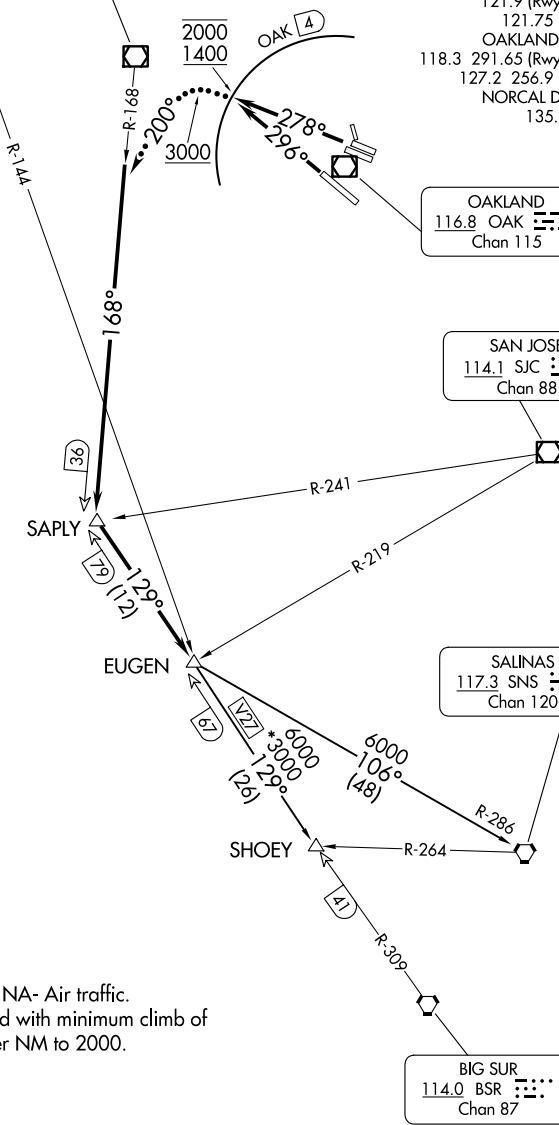 121.9 (Rwy
121.75
OAKLAND
118.3 291.65 (Rwy
127.2 256.9
NORCAL D
135.
2000
1400
OAK 4
R-168
200°
3000
278°
296°
R-144
OAKLAND
116.8 OAK
Chan 115
168°
SAN JOSE
114.1 SJC
Chan 88
36
R-241
SAPLY
R-219
79
129°
(12)
EUGEN
SALINAS
117.3 SNS
Chan 120
67
V27
6000
*3000
129°
(26)
6000
106°
(48)
R-286
SHOEY
R-264
41
R-309
NA- Air traffic.
d with minimum climb of
er NM to 2000.
BIG SUR
114.0 BSR
Chan 87